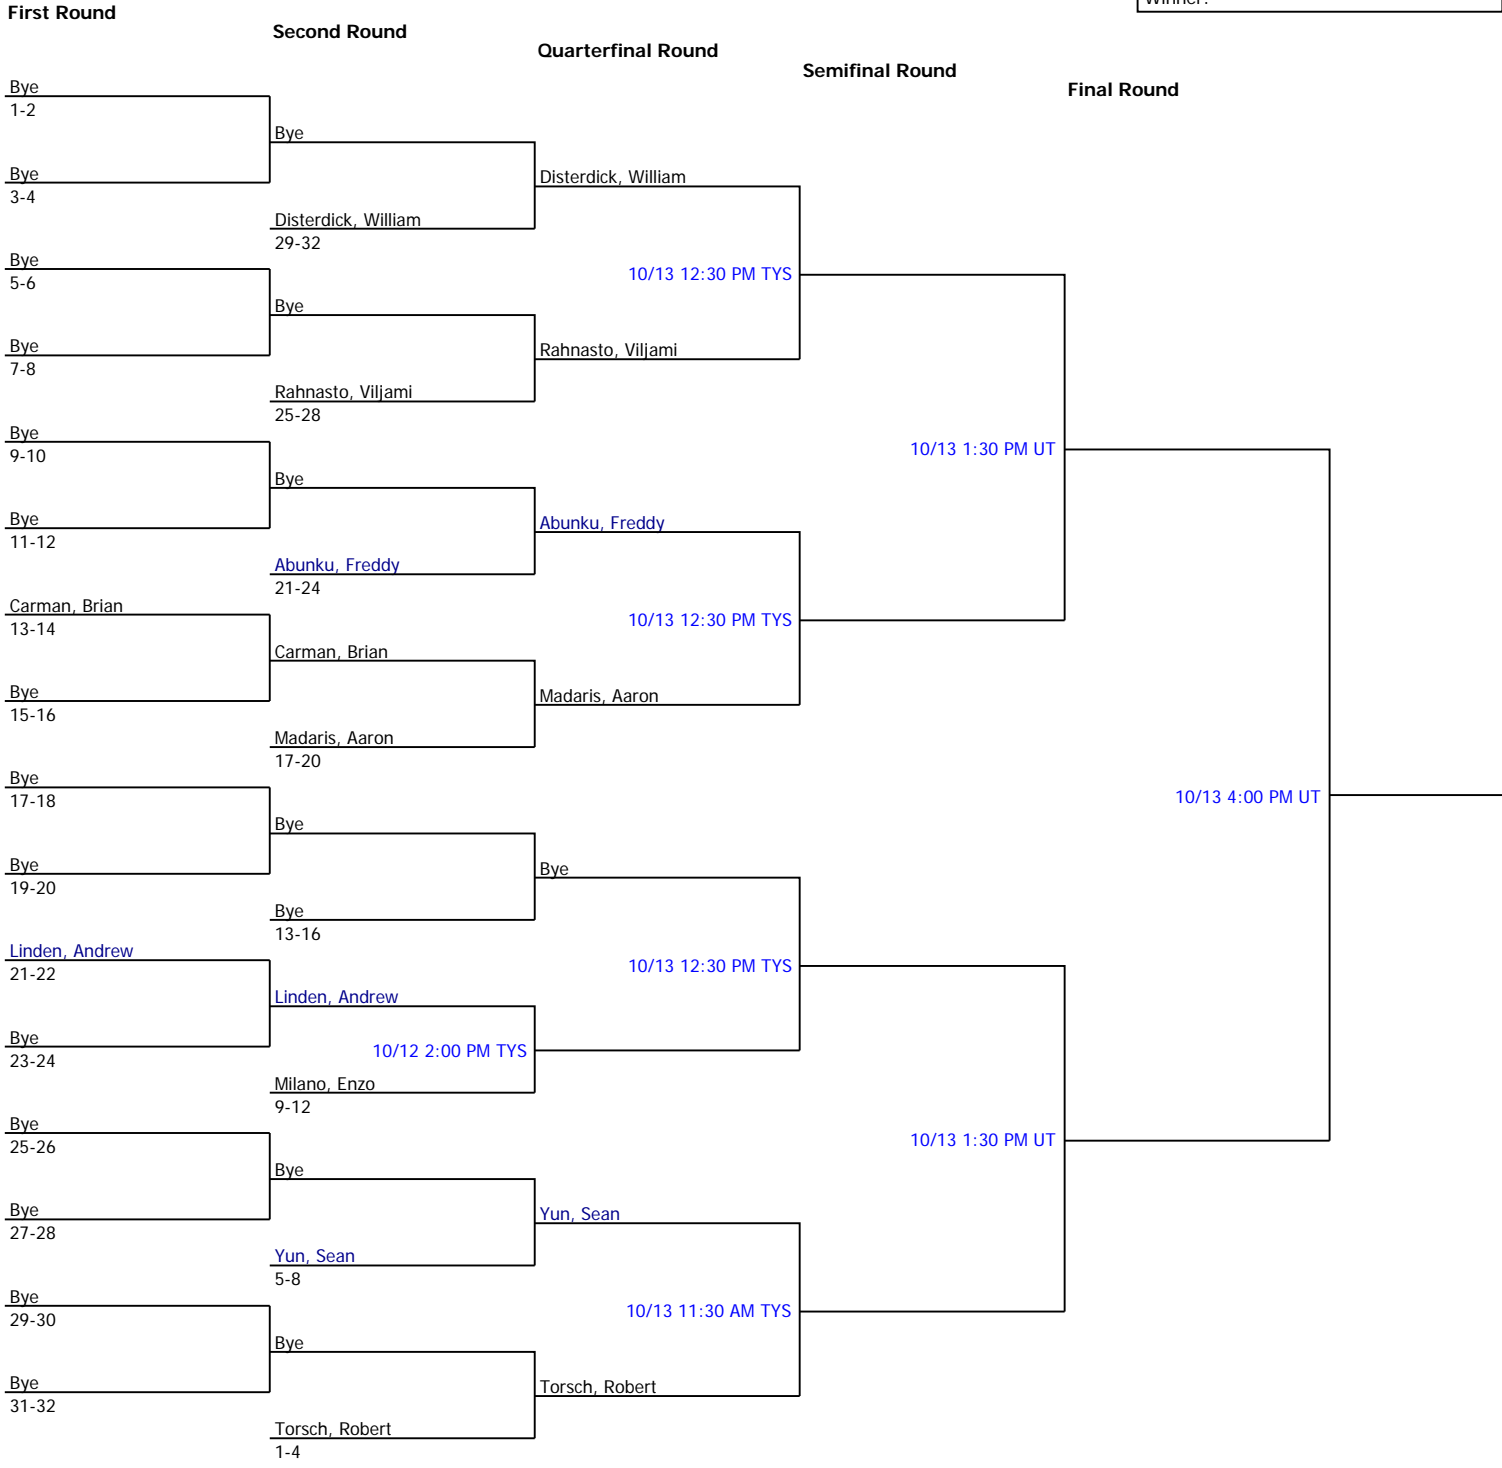 Winner:
First Round
Second Round
Quarterfinal Round
Semifinal Round
Final Round
Bye
1-2
Bye
Bye
3-4
Disterdick, William
Disterdick, William
29-32
Bye
5-6
10/13 12:30 PM TYS
Bye
Bye
7-8
Rahnasto, Viljami
Rahnasto, Viljami
25-28
Bye
9-10
10/13 1:30 PM UT
Bye
Bye
11-12
Abunku, Freddy
Abunku, Freddy
21-24
Carman, Brian
13-14
10/13 12:30 PM TYS
Carman, Brian
Bye
15-16
Madaris, Aaron
Madaris, Aaron
17-20
Bye
17-18
10/13 4:00 PM UT
Bye
Bye
19-20
Bye
Bye
13-16
Linden, Andrew
21-22
10/13 12:30 PM TYS
Linden, Andrew
Bye
23-24
10/12 2:00 PM TYS
Milano, Enzo
9-12
Bye
25-26
10/13 1:30 PM UT
Bye
Bye
27-28
Yun, Sean
Yun, Sean
5-8
Bye
29-30
10/13 11:30 AM TYS
Bye
Bye
31-32
Torsch, Robert
Torsch, Robert
1-4